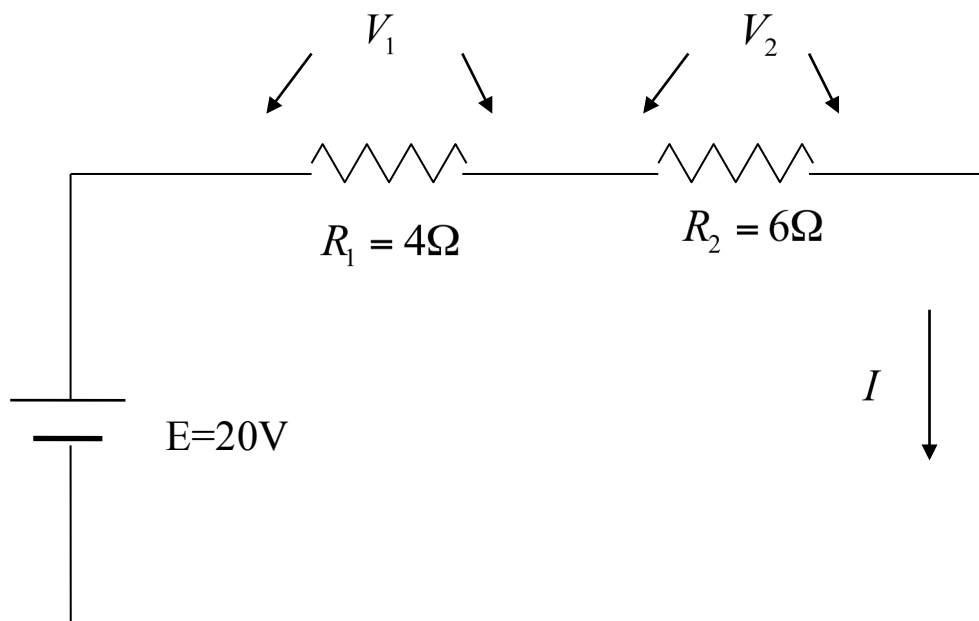 V₁
V₂
R₁ = 4Ω
R₂ = 6Ω
I
E=20V